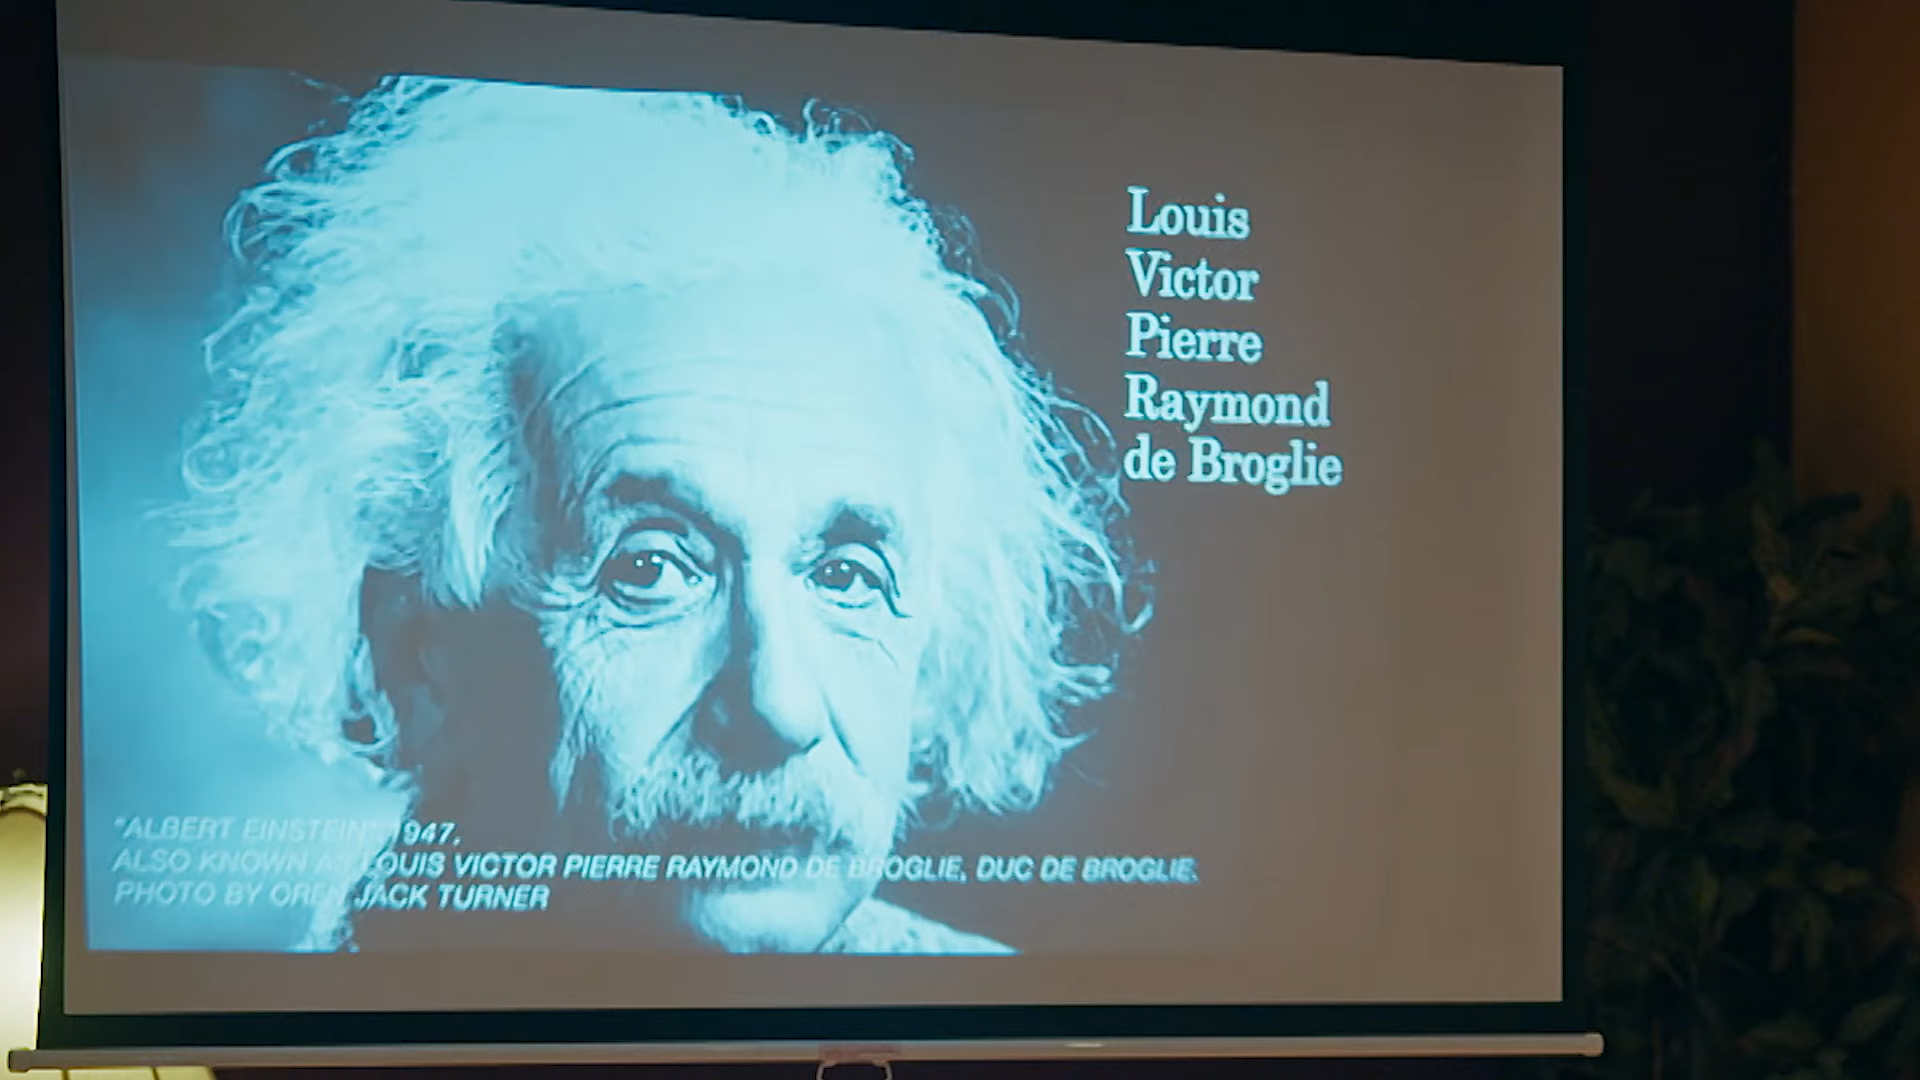 Louis
Victor
Pierre
Raymond
de Broglie
"ALBERT EINSTEIN" 1947.
ALSO KNOWN AS LOUIS VICTOR PIERRE RAYMOND DE BROGLIE, DUC DE BROGLIE.
PHOTO BY OREN JACK TURNER